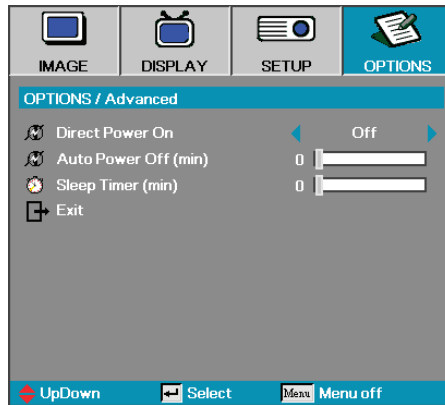 IMAGE DISPLAY SETUP OPTIONS
OPTIONS / Advanced
Direct Power On Off
Auto Power Off (min) 0
Sleep Timer (min) 0
Exit
UpDown Select Menu Menu off